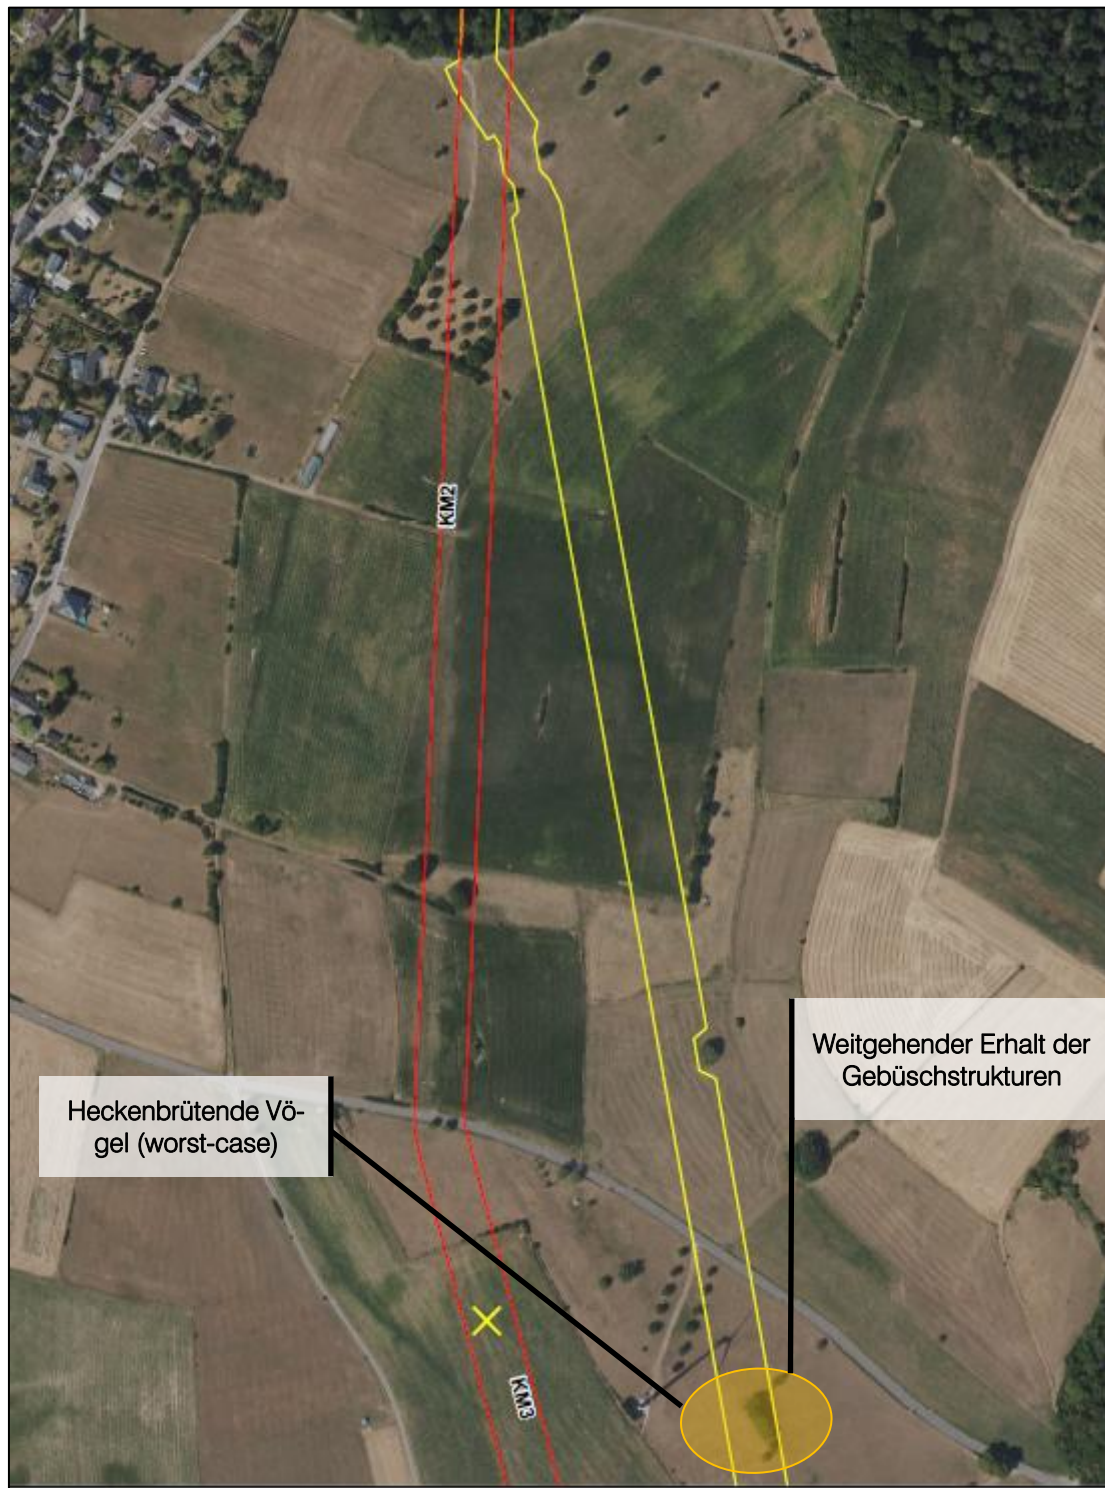 KM2
Weitgehender Erhalt der
Gebüschstrukturen
Heckenbrütende Vö-
gel (worst-case)
KM3